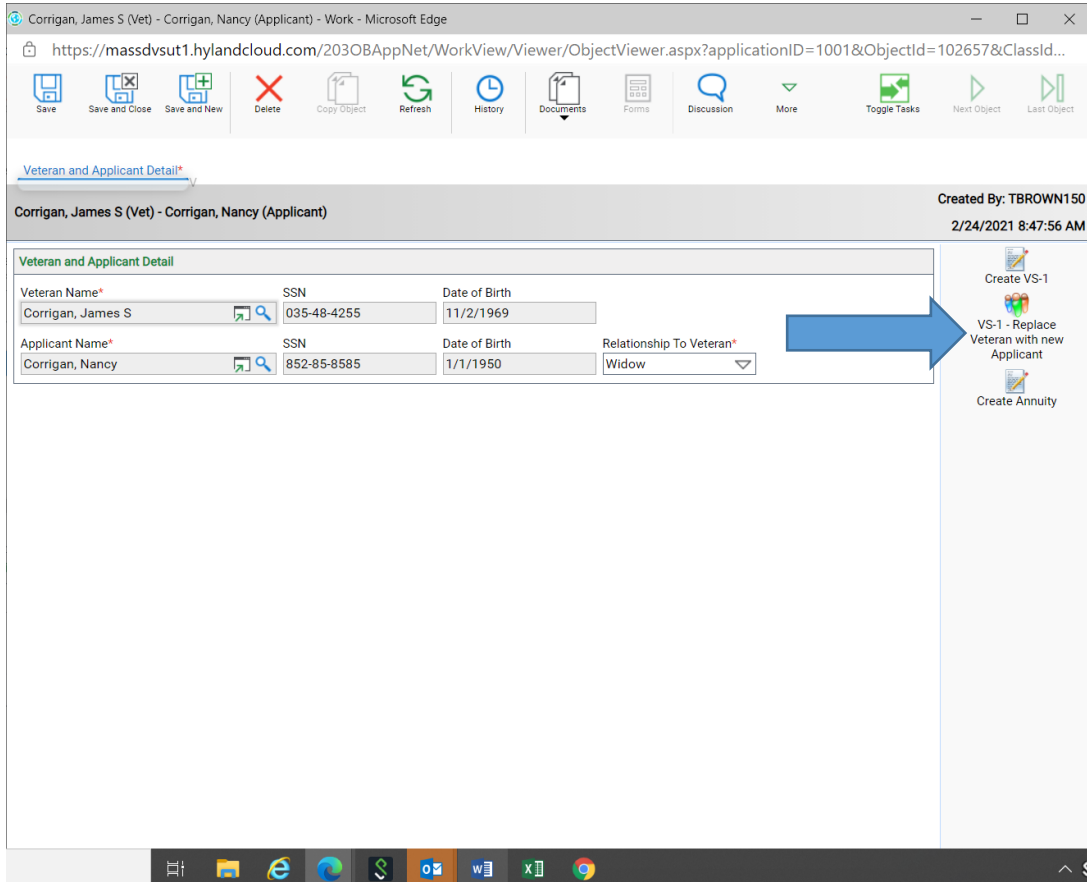 Corrigan, James S (Vet) - Corrigan, Nancy (Applicant) - Work - Microsoft Edge
https://massdvsut1.hylandcloud.com/203OBAppNet/WorkView/Viewer/ObjectViewer.aspx?applicationID=1001&ObjectId=102657&ClassId...
Save Save and Close Save and New Delete Copy Object Refresh History Documents Forms Discussion More Toggle Tasks Next Object Last Object
Veteran and Applicant Detail*
Corrigan, James S (Vet) - Corrigan, Nancy (Applicant)
Created By: TBROWN150
2/24/2021 8:47:56 AM
Veteran and Applicant Detail
Veteran Name* SSN Date of Birth
Corrigan, James S 035-48-4255 11/2/1969
Applicant Name* SSN Date of Birth Relationship To Veteran*
Corrigan, Nancy 852-85-8585 1/1/1950 Widow
Create VS-1
VS-1 - Replace
Veteran with new
Applicant
Create Annuity